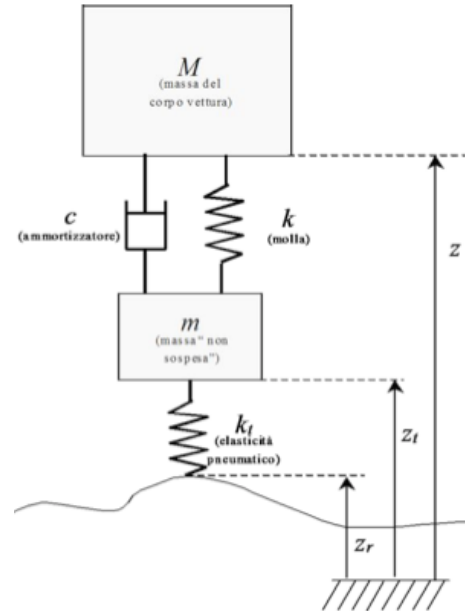 M
(massa del
corpo vettura)
c
(ammortizzatore)
k
(molla)
z
m
(massa“ non
sospesa”)
k_t
(elasticità
pneumatico)
z_t
z_r